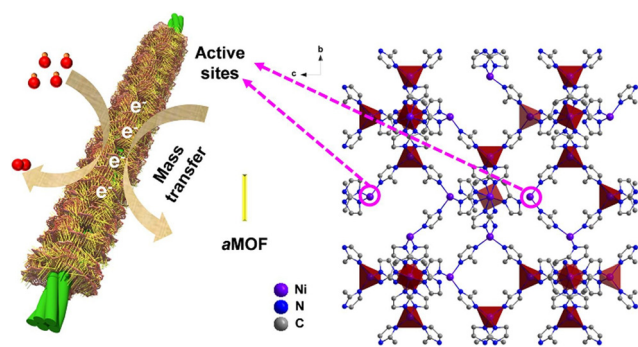 Active
sites
b
c
e⁻
e⁻
e⁻
e⁻
Mass
transfer
aMOF
Ni
N
C